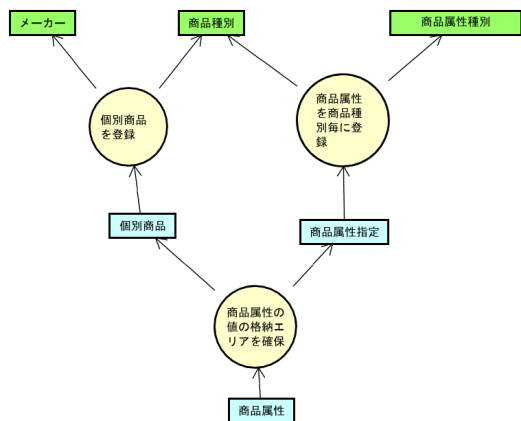 メーカー
商品種別
商品属性種別
個別商品
を登録
商品属性
を商品種
別毎に登
録
個別商品
商品属性指定
商品属性の
値の格納エ
リアを確保
商品属性